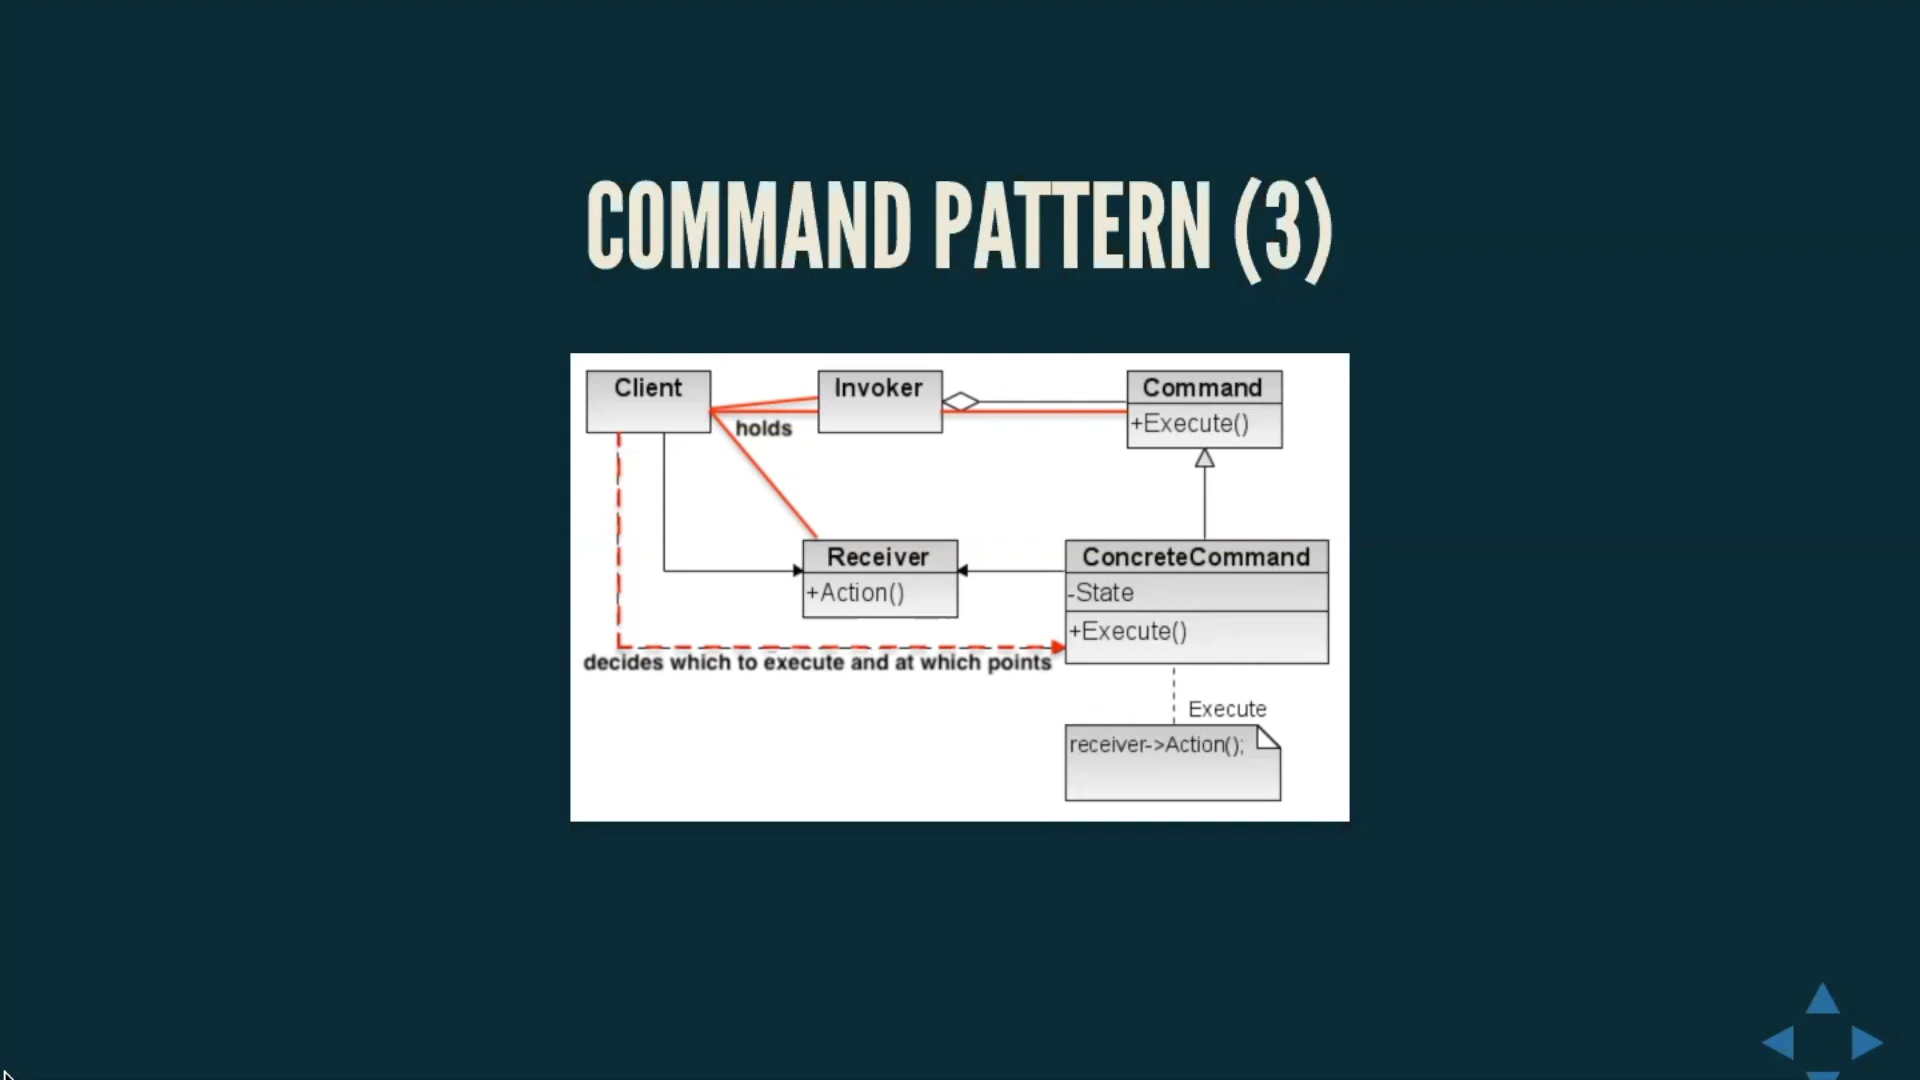 COMMAND PATTERN (3)
Client
Invoker
Command
+Execute()
holds
Receiver
+Action()
ConcreteCommand
-State
+Execute()
decides which to execute and at which points
Execute
receiver->Action();